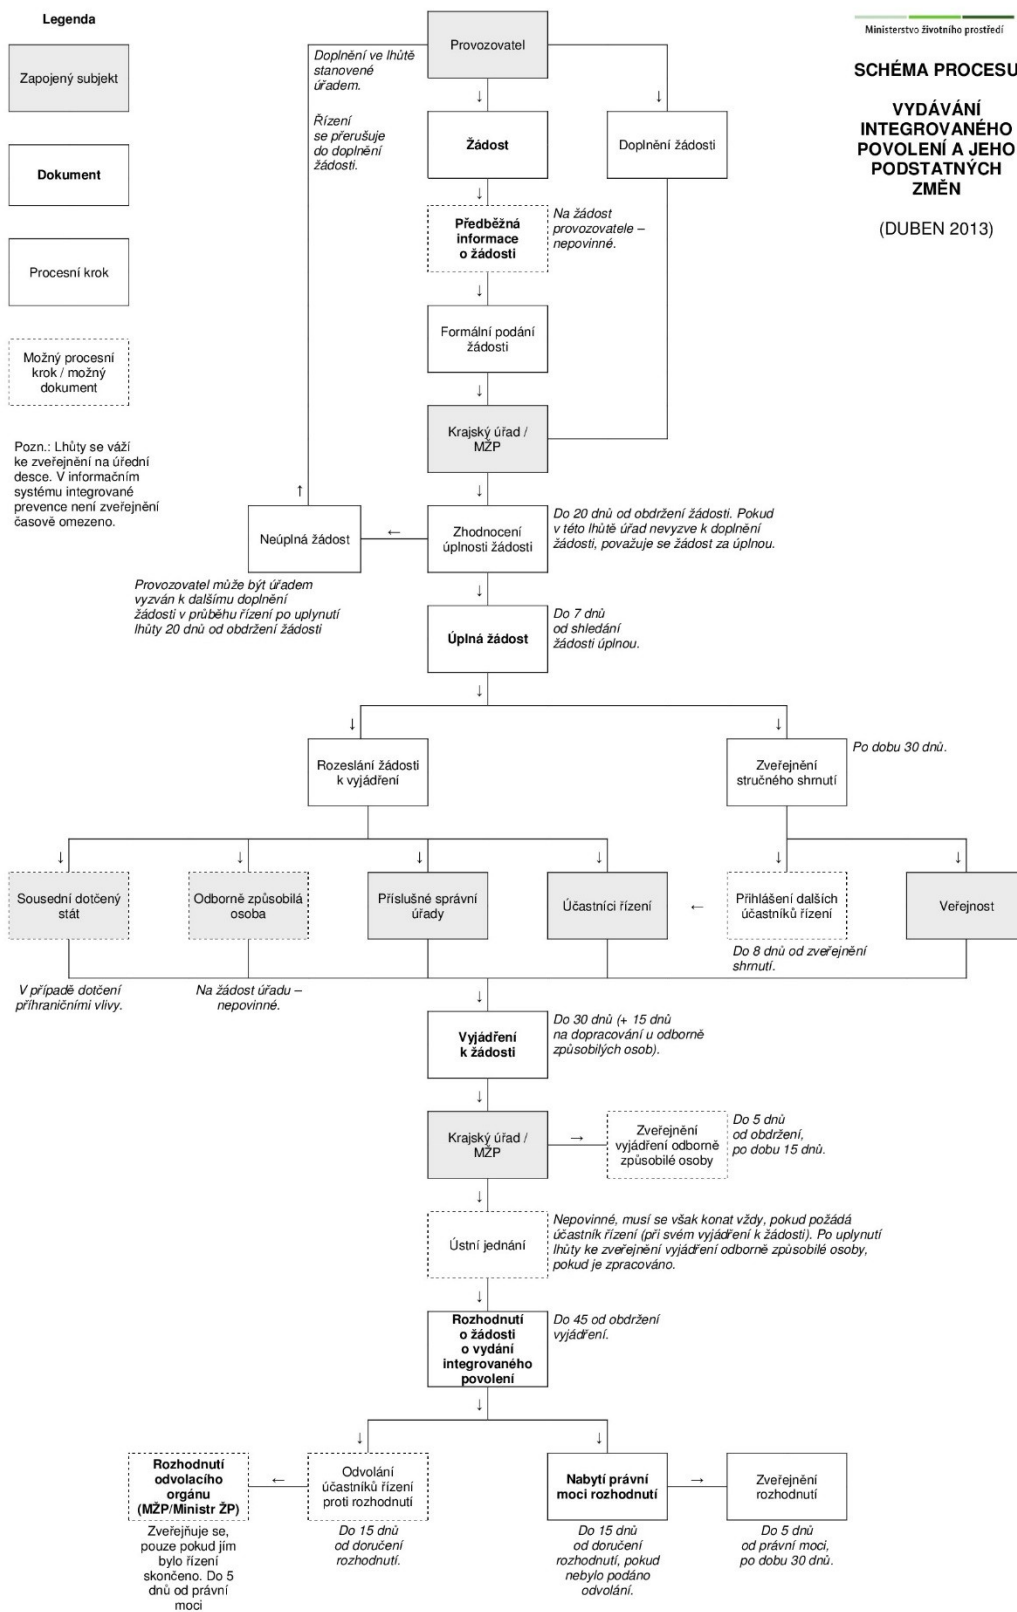 Legenda
Zapojený subjekt
Dokument
Procesní krok
Možný procesní
krok / možný
dokument
Pozn.: Lhůty se váží
ke zveřejnění na úřední
desce. V informačním
systému integrované
prevence není zveřejnění
časově omezeno.
Ministerstvo životního prostředí
SCHÉMA PROCESU
VYDÁVÁNÍ
INTEGROVANÉHO
POVOLENÍ A JEHO
PODSTATNÝCH
ZMĚN
(DUBEN 2013)
Provozovatel
Doplnění ve lhůtě
stanovené
úřadem.
Řízení
se přerušuje
do doplnění
žádosti.
↓
↓
Žádost
Doplnění žádosti
↓
Předběžná
informace
o žádosti
Na žádost
provozovatele –
nepovinné.
↓
Formální podání
žádosti
↓
Krajský úřad /
MŽP
↑
↓
Neúplná žádost
←
Zhodnocení
úplnosti žádosti
Do 20 dnů od obdržení žádosti. Pokud
v této lhůtě úřad nevyzve k doplnění
žádosti, považuje se žádost za úplnou.
Provozovatel může být úřadem
vyzván k dalšímu doplnění
žádosti v průběhu řízení po uplynutí
lhůty 20 dnů od obdržení žádosti
↓
Úplná žádost
Do 7 dnů
od shledání
žádosti úplnou.
↓
↓
↓
Rozeslání žádosti
k vyjádření
Zveřejnění
stručného shrnutí
Po dobu 30 dnů.
↓
↓
↓
↓
↓
↓
Sousední dotčený
stát
Odborně způsobilá
osoba
Příslušné správní
úřady
Účastníci řízení
←
Přihlášení dalších
účastníků řízení
Veřejnost
Do 8 dnů od zveřejnění
shrnutí.
V případě dotčení
příhraničními vlivy.
Na žádost úřadu –
nepovinné.
↓
Vyjádření
k žádosti
Do 30 dnů (+ 15 dnů
na dopracování u odborně
způsobilých osob).
↓
Krajský úřad /
MŽP
→
Zveřejnění
vyjádření odborně
způsobilé osoby
Do 5 dnů
od obdržení,
po dobu 15 dnů.
↓
Ústní jednání
Nepovinné, musí se však konat vždy, pokud požádá
účastník řízení (při svém vyjádření k žádosti). Po uplynutí
lhůty ke zveřejnění vyjádření odborně způsobilé osoby,
pokud je zpracováno.
↓
Rozhodnutí
o žádosti
o vydání
integrovaného
povolení
Do 45 od obdržení
vyjádření.
↓
↓
↓
Rozhodnutí
odvolacího
orgánu
(MŽP/Ministr ŽP)
←
Odvolání
účastníků řízení
proti rozhodnutí
Nabytí právní
moci rozhodnutí
→
Zveřejnění
rozhodnutí
Zveřejňuje se,
pouze pokud jím
bylo řízení
skončeno. Do 5
dnů od právní
moci
Do 15 dnů
od doručení
rozhodnutí.
Do 15 dnů
od doručení
rozhodnutí, pokud
nebylo podáno
odvolání.
Do 5 dnů
od právní moci,
po dobu 30 dnů.